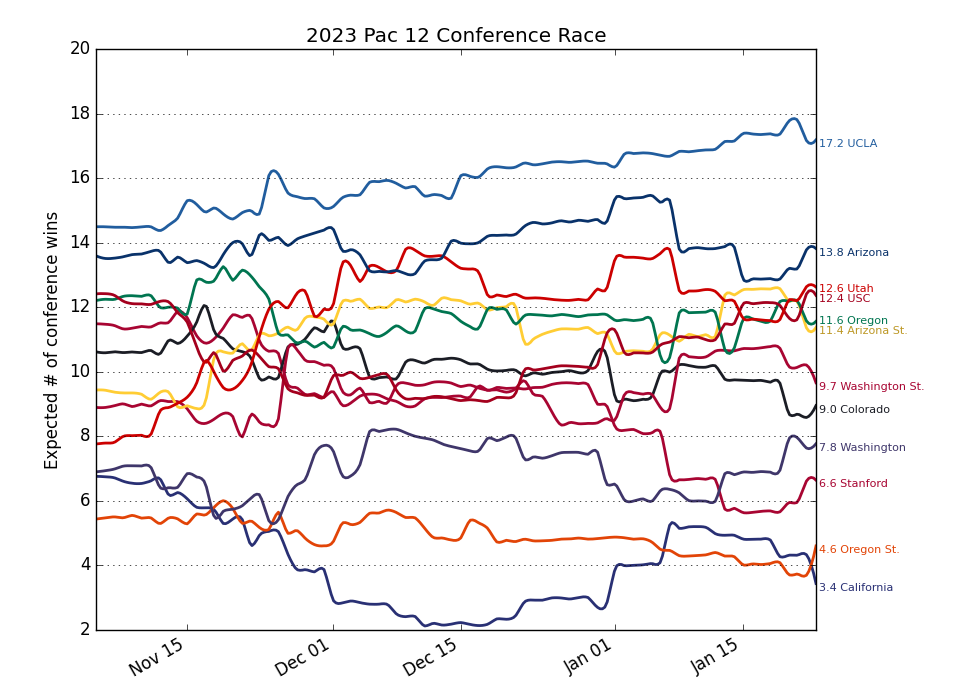 2023 Pac 12 Conference Race
Expected # of conference wins
20
18
16
14
12
10
8
6
4
2
Nov 15
Dec 01
Dec 15
Jan 01
Jan 15
17.2 UCLA
13.8 Arizona
12.6 Utah
12.4 USC
11.6 Oregon
11.4 Arizona St.
9.7 Washington St.
9.0 Colorado
7.8 Washington
6.6 Stanford
4.6 Oregon St.
3.4 California